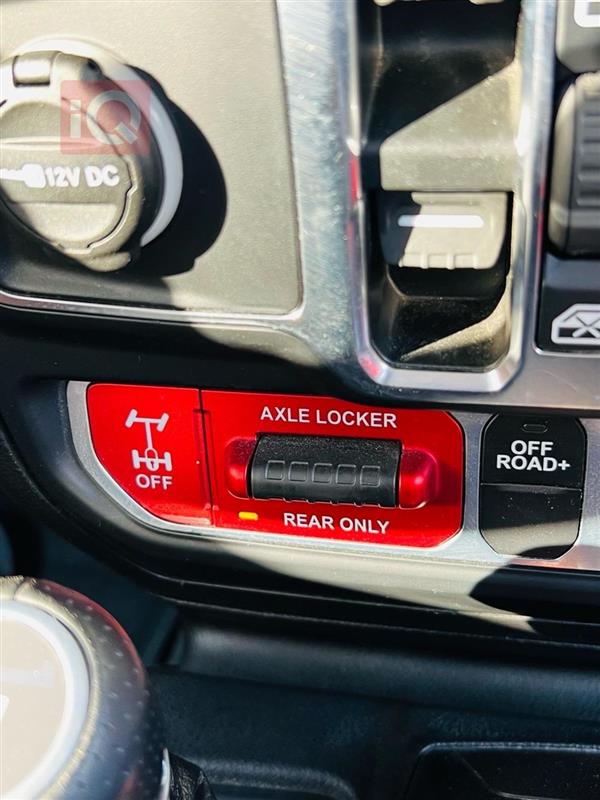 iQ
12V DC
AXLE LOCKER
OFF
REAR ONLY
OFF
ROAD+